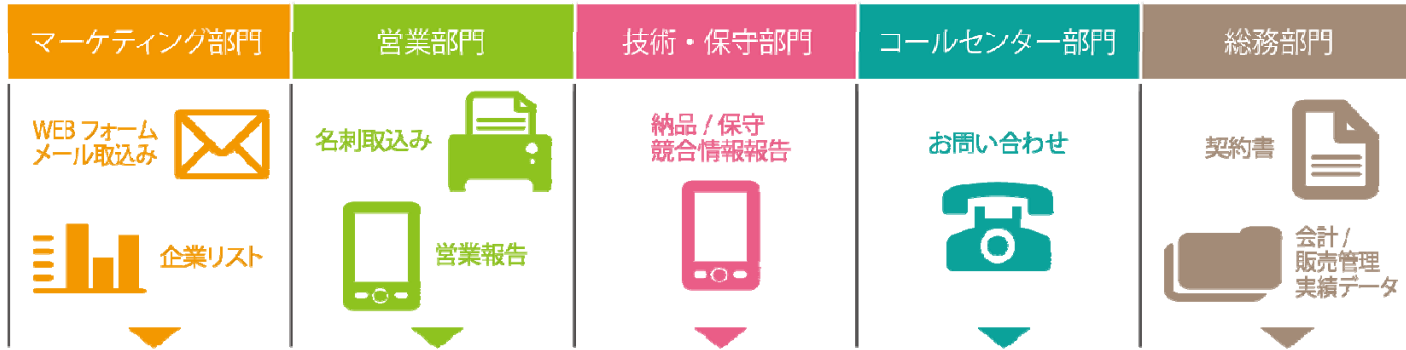 マーケティング部門
営業部門
技術・保守部門
コールセンター部門
総務部門
WEBフォーム
メール取込み
企業リスト
名刺取込み
営業報告
納品 / 保守
競合情報報告
お問い合わせ
契約書
会計 /
販売管理
実績データ